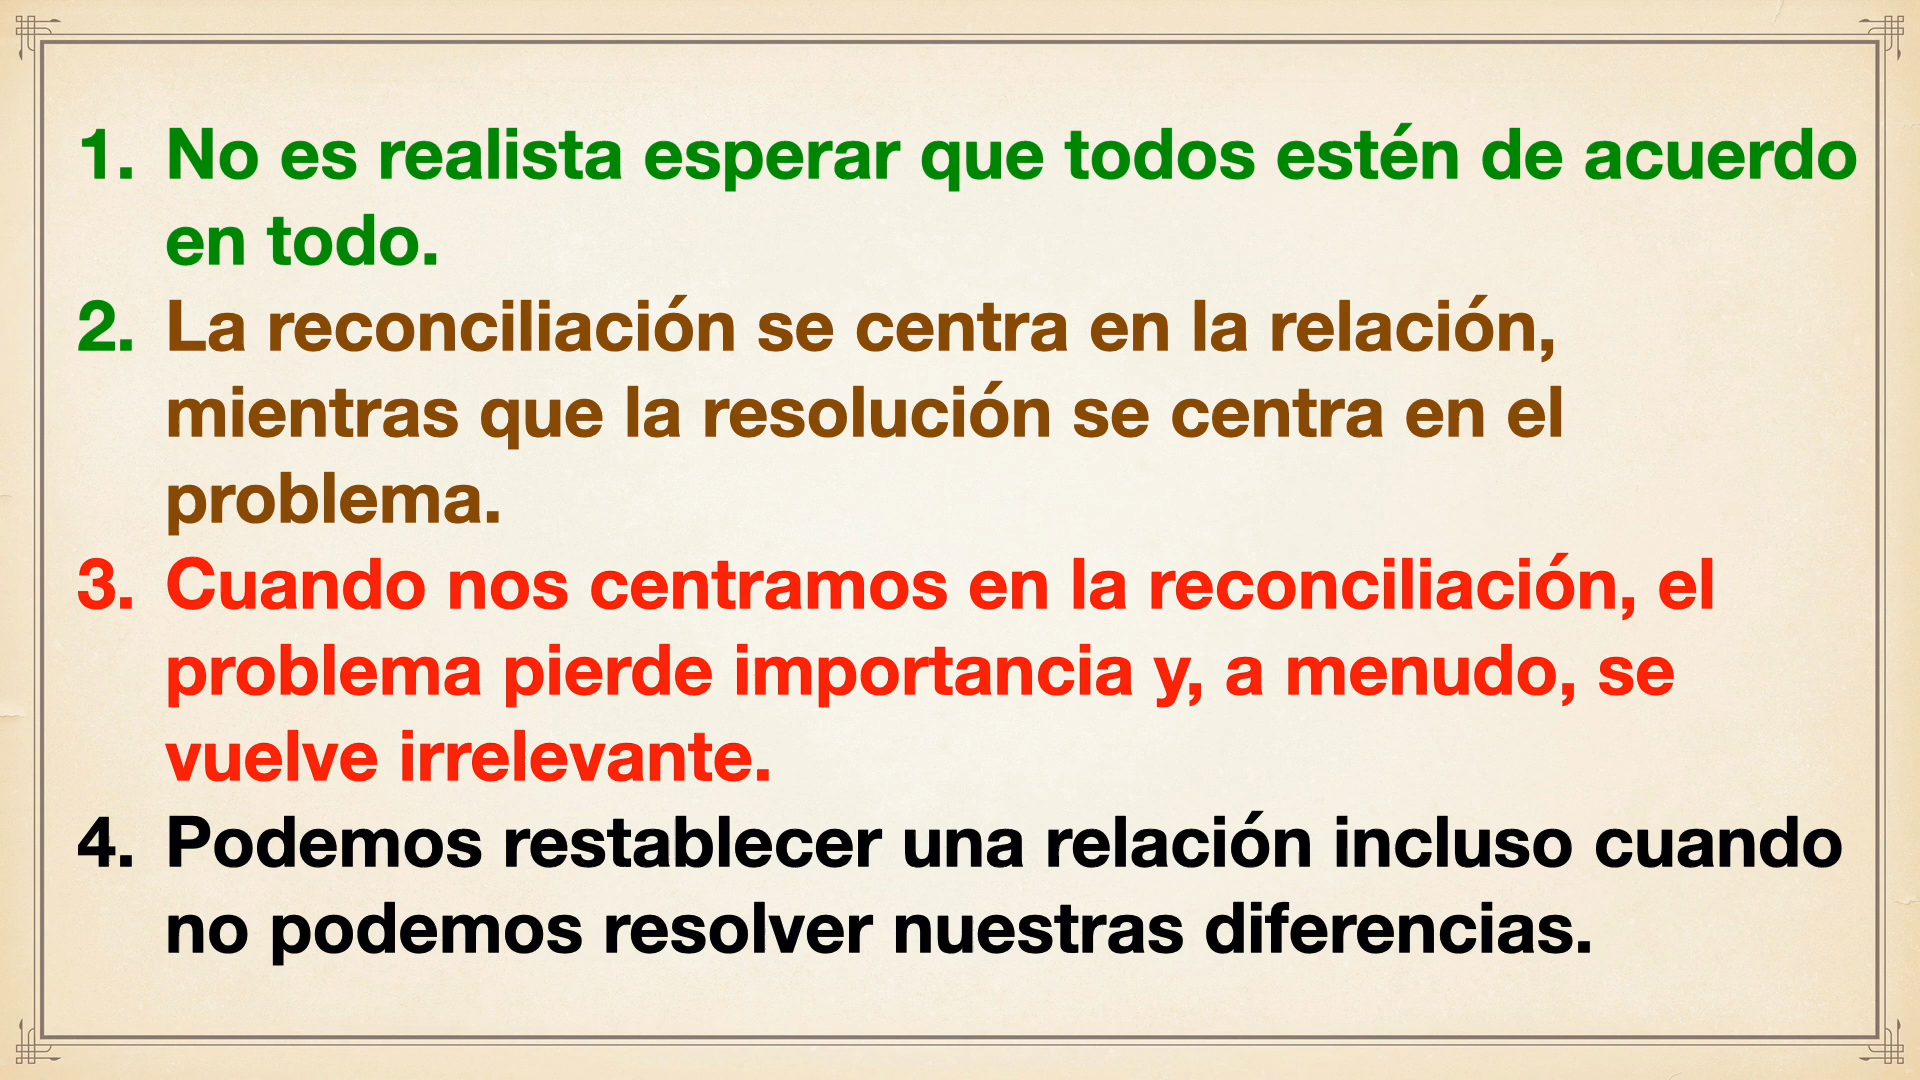 1. No es realista esperar que todos estén de acuerdo
en todo.
2. La reconciliación se centra en la relación,
mientras que la resolución se centra en el
problema.
3. Cuando nos centramos en la reconciliación, el
problema pierde importancia y, a menudo, se
vuelve irrelevante.
4. Podemos restablecer una relación incluso cuando
no podemos resolver nuestras diferencias.